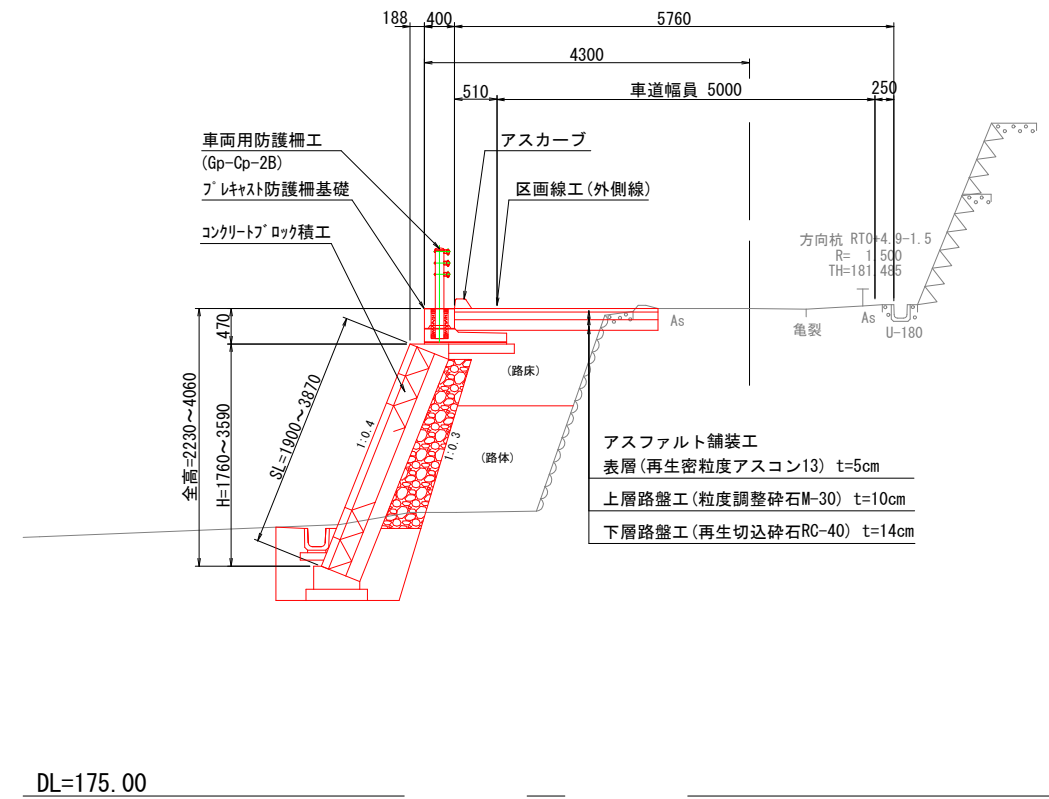 188
400
5760
4300
510
車道幅員 5000
250
車両用防護柵工
(Gp-Cp-2B)
プレキャスト防護柵基礎
コンクリートブロック積工
アスカーブ
区画線工(外側線)
方向杭 RT0+4.9-1.5
R= 1.500
TH=181.485
As
亀裂
As
U-180
470
全高=2230～4060
H=1760～3590
SL=1900～3870
1:0.4
1:0.3
(路床)
(路体)
アスファルト舗装工
表層(再生密粒度アスコン13) t=5cm
上層路盤工(粒度調整砕石M-30) t=10cm
下層路盤工(再生切込砕石RC-40) t=14cm
DL=175.00